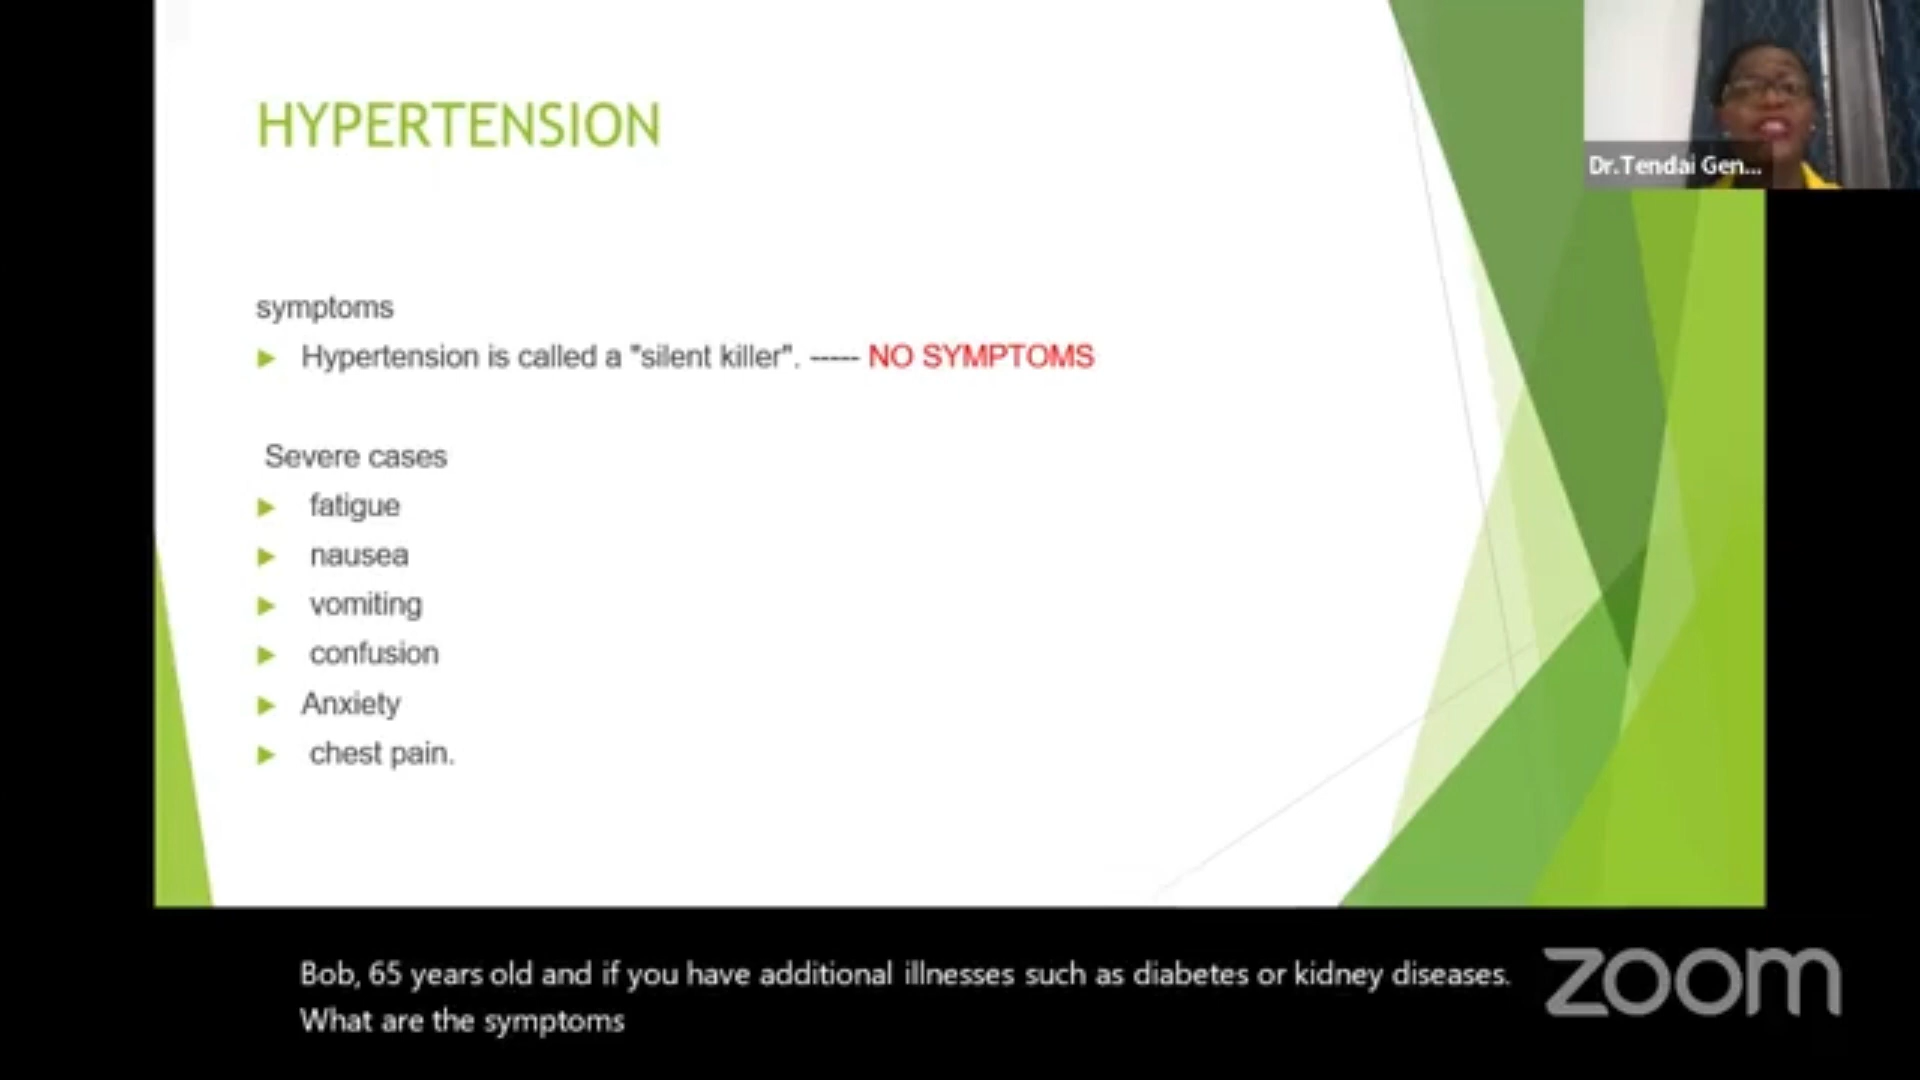 HYPERTENSION
Dr.Tendai Gen...
symptoms
► Hypertension is called a "silent killer". ----- NO SYMPTOMS
Severe cases
► fatigue
► nausea
► vomiting
► confusion
► Anxiety
► chest pain.
Bob, 65 years old and if you have additional illnesses such as diabetes or kidney diseases.
What are the symptoms
zoom